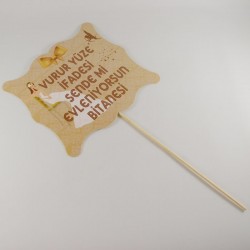 VURUR YÜZE
İFADESİ
SENDE Mİ
EVLENİYORSUN
BİTANESİ